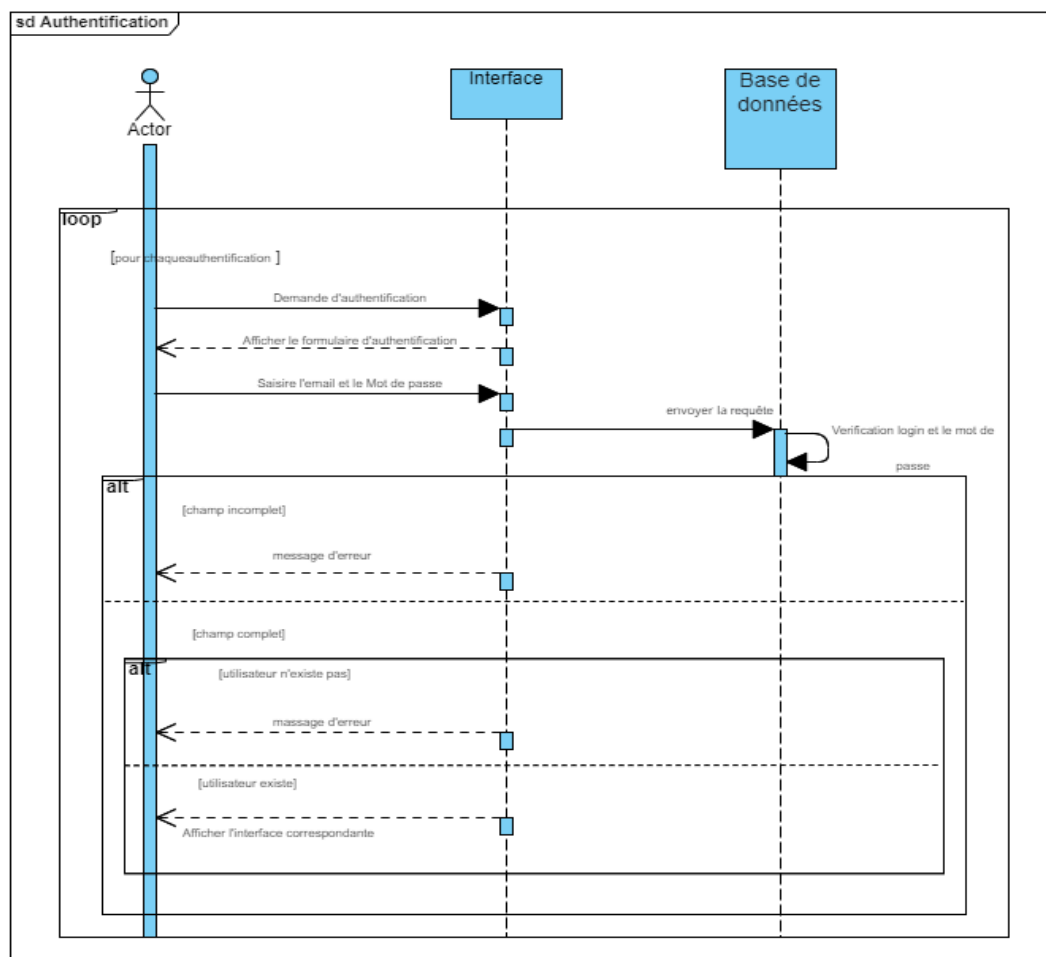 sd Authentification
Actor
Interface
Base de
données
loop
[pour chaqueauthentification ]
Demande d'authentification
Afficher le formulaire d'authentification
Saisire l'email et le Mot de passe
envoyer la requête
Verification login et le mot de
passe
alt
[champ incomplet]
message d'erreur
[champ complet]
alt
[utilisateur n'existe pas]
massage d'erreur
[utilisateur existe]
Afficher l'interface correspondante